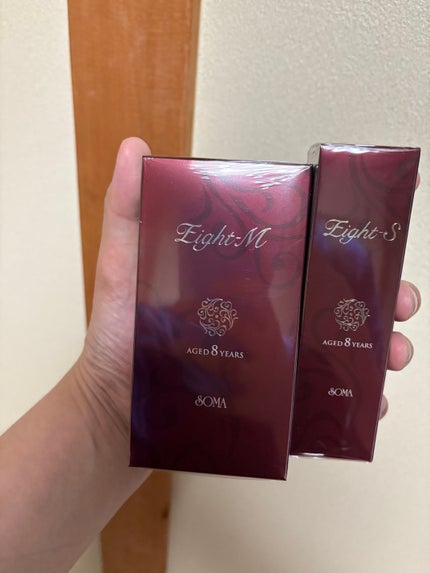 Eight-M
AGED 8 YEARS
SOMA
Eight-S
AGED 8 YEARS
SOMA